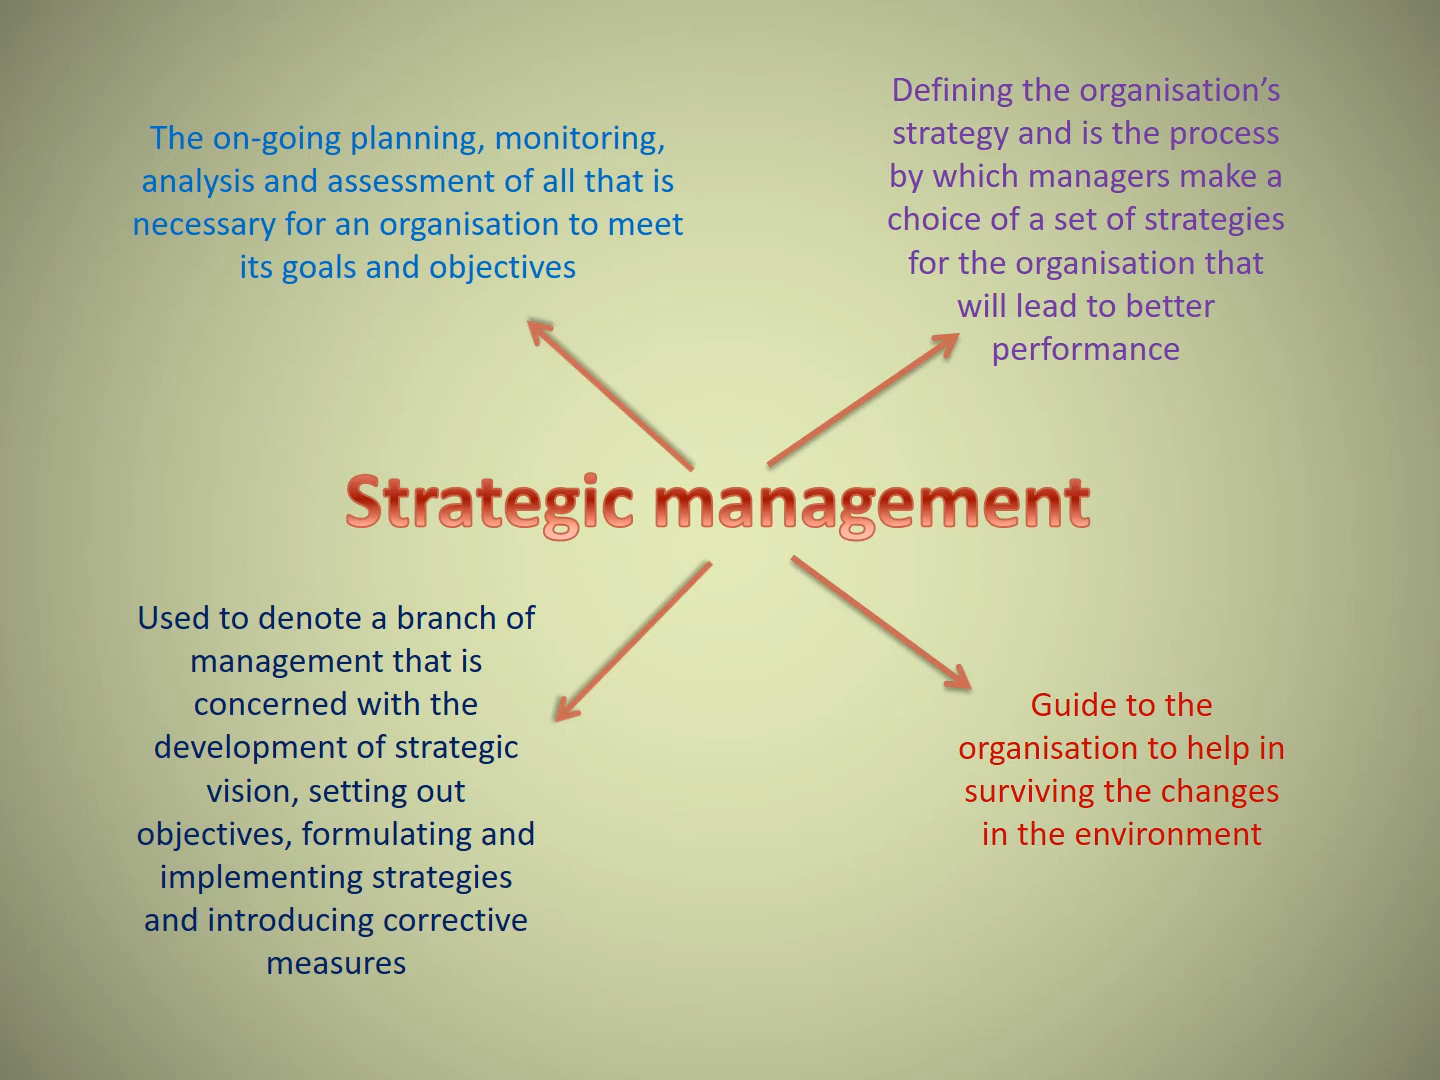 The on-going planning, monitoring,
analysis and assessment of all that is
necessary for an organisation to meet
its goals and objectives
Defining the organisation’s
strategy and is the process
by which managers make a
choice of a set of strategies
for the organisation that
will lead to better
performance
Strategic management
Used to denote a branch of
management that is
concerned with the
development of strategic
vision, setting out
objectives, formulating and
implementing strategies
and introducing corrective
measures
Guide to the
organisation to help in
surviving the changes
in the environment